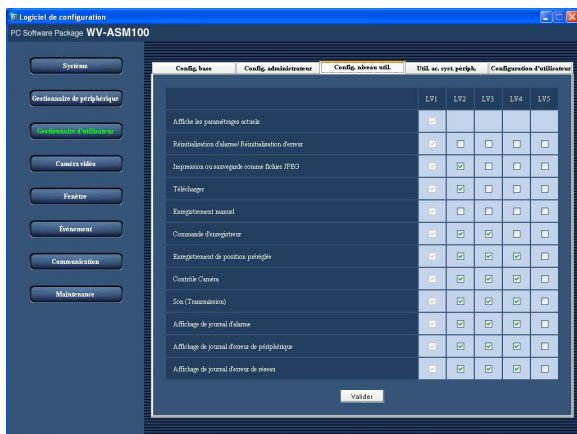 Logiciel de configuration
PC Software Package WV-ASM100
Système
Gestionnaire de périphérique
Gestionnaire d'utilisateur
Caméra vidéo
Fenêtre
Évènement
Communication
Maintenance
Config. base
Config. administrateur
Config. niveau util.
Util. ac. syst. périph.
Configuration d'utilisateur
LV1 LV2 LV3 LV4 LV5
Affiche les paramétrages actuels.
Réinitialisation d'alarme/ Réinitialisation d'erreur
Impression ou sauvegarde comme fichier JPEG
Télécharger
Enregistrement manuel
Commande d'enregistreur
Enregistrement de position préréglée
Contrôle Caméra
Son (Transmission)
Affichage de journal d'alarme
Affichage de journal d'erreur de périphérique
Affichage de journal d'erreur de réseau
Valider